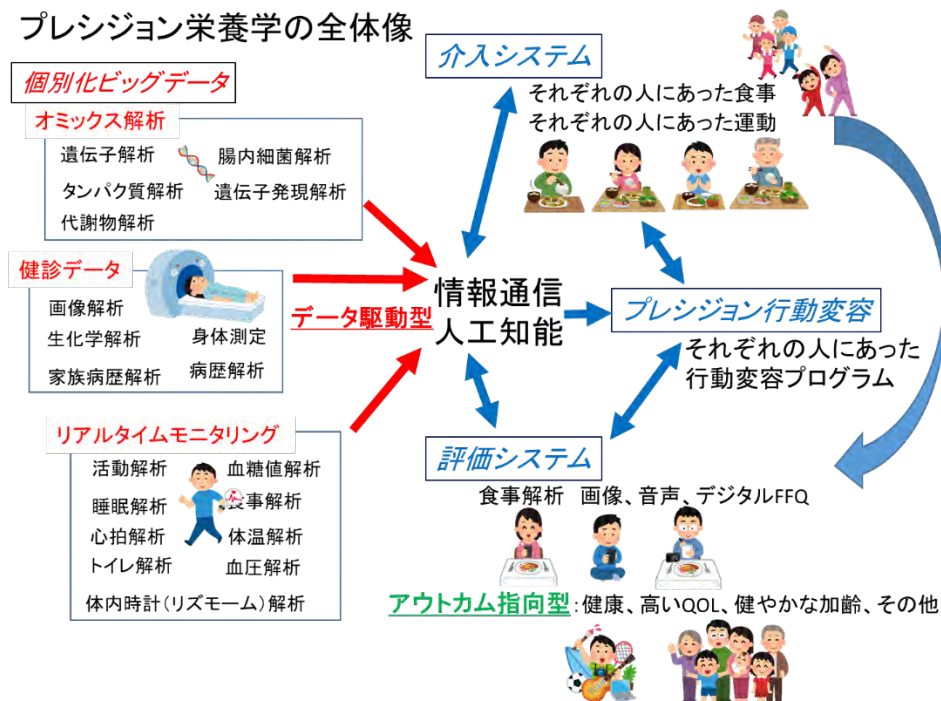 プレシジョン栄養学の全体像
個別化ビッグデータ
オミックス解析
遺伝子解析 腸内細菌解析
タンパク質解析 遺伝子発現解析
代謝物解析
健診データ
画像解析
生化学解析 身体測定
家族病歴解析 病歴解析
リアルタイムモニタリング
活動解析 血糖値解析
睡眠解析 食事解析
心拍解析 体温解析
トイレ解析 血圧解析
体内時計(リズモーム)解析
データ駆動型
情報通信
人工知能
介入システム
それぞれの人にあった食事
それぞれの人にあった運動
プレシジョン行動変容
それぞれの人にあった
行動変容プログラム
評価システム
食事解析 画像、音声、デジタルFFQ
アウトカム指向型:健康、高いQOL、健やかな加齢、その他